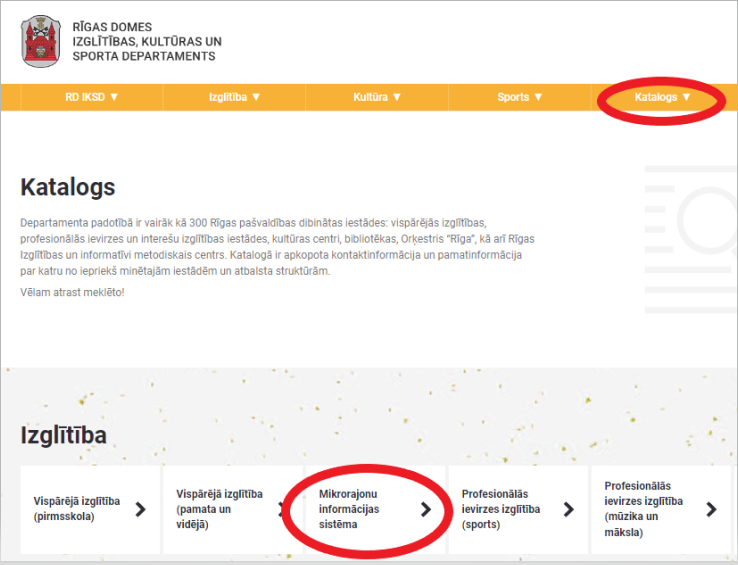 RĪGAS DOMES
IZGLĪTĪBAS, KULTŪRAS UN
SPORTA DEPARTAMENTS
RD IKSD ▼
Izglītība ▼
Kultūra ▼
Sports ▼
Katalogs ▼
Katalogs
Departamenta padotībā ir vairāk kā 300 Rīgas pašvaldības dibinātas iestādes: vispārējās izglītības,
profesionālās ievirzes un interešu izglītības iestādes, kultūras centri, bibliotēkas, Orķestris "Rīga", kā arī Rīgas
Izglītības un informatīvi metodiskais centrs. Katalogā ir apkopota kontaktinformācija un pamatinformācija
par katru no iepriekš minētajām iestādēm un atbalsta struktūrām.
Vēlam atrast meklēto!
Izglītība
Vispārējā izglītība
(pirmsskola)
Vispārējā izglītība
(pamata un
vidējā)
Mikrorajonu
informācijas
sistēma
Profesionālās
ievirzes izglītība
(sports)
Profesionālās
ievirzes izglītība
(mūzika un
māksla)